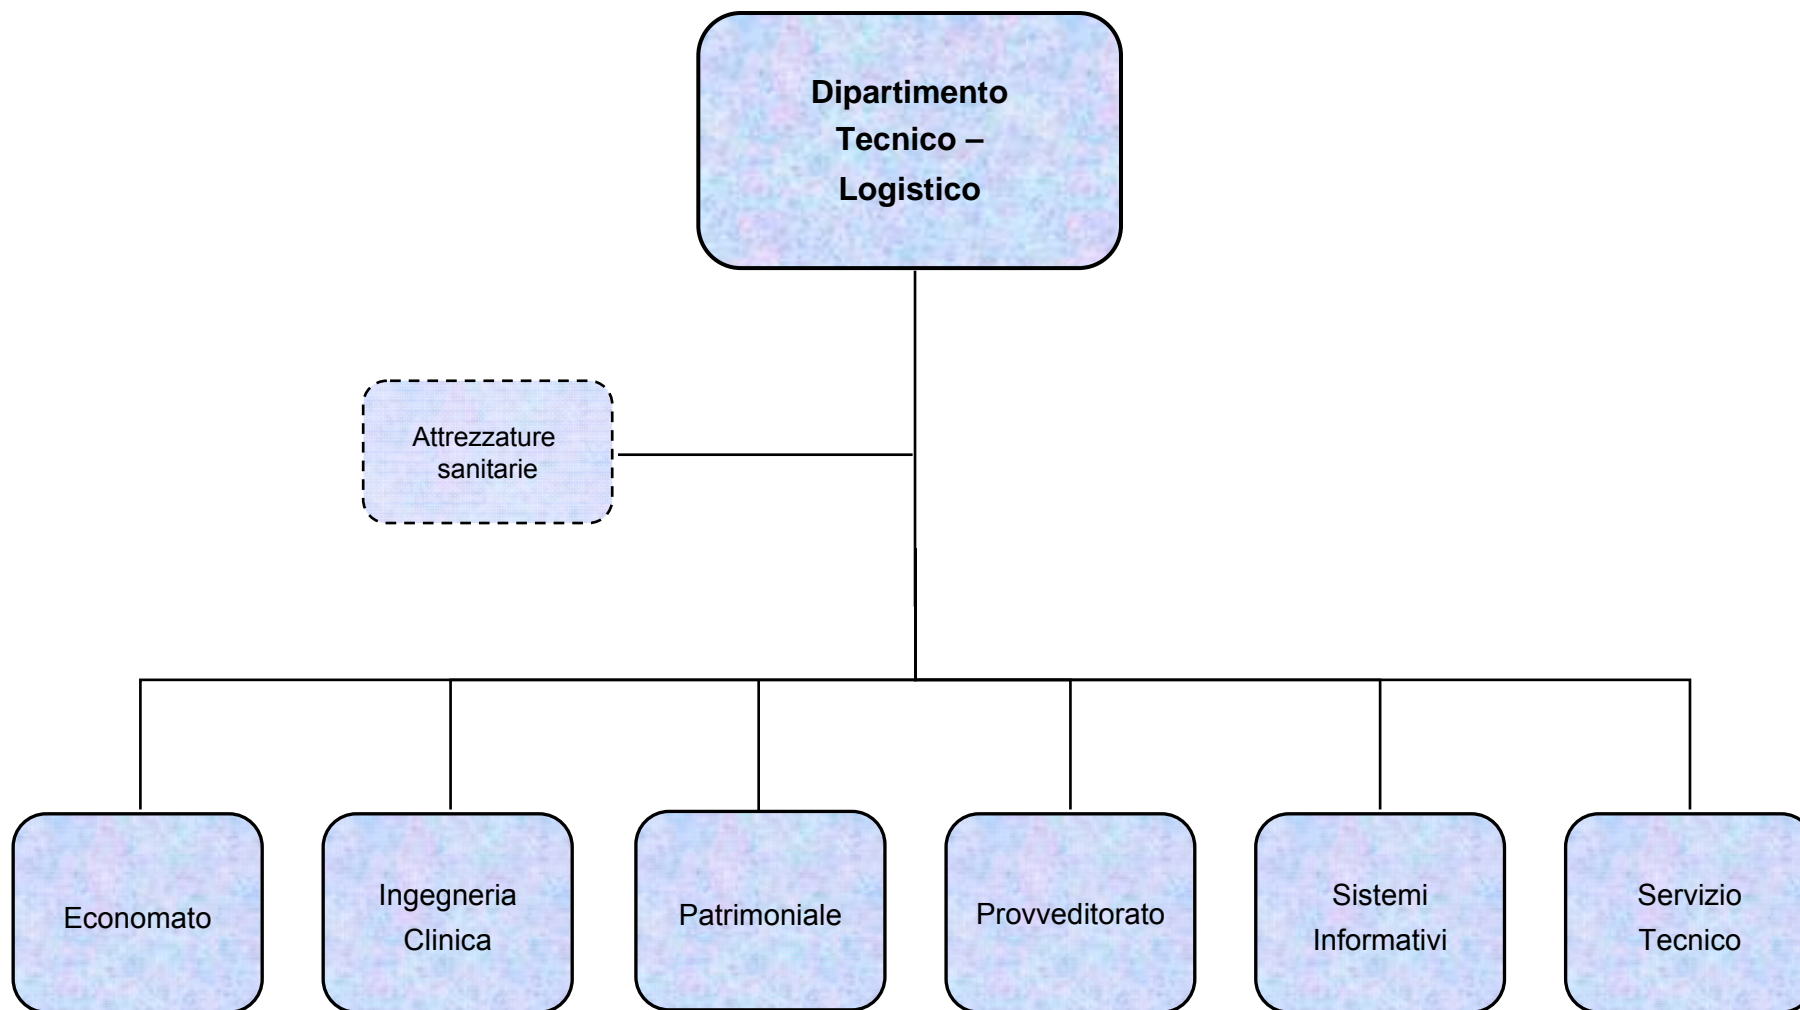 Dipartimento
Tecnico –
Logistico
Attrezzature
sanitarie
Economato
Ingegneria
Clinica
Patrimoniale
Provveditorato
Sistemi
Informativi
Servizio
Tecnico